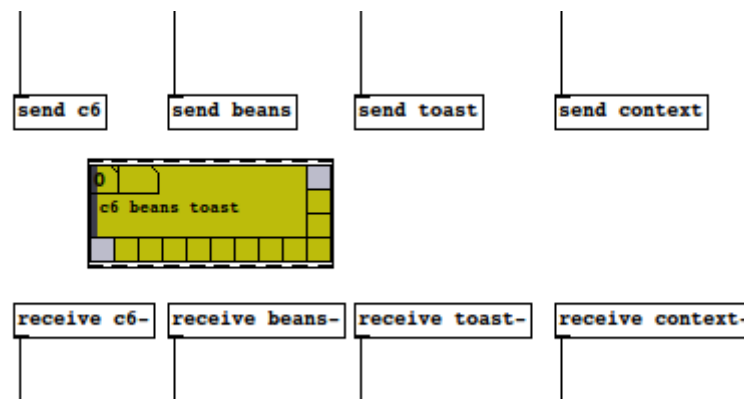 send c6 send beans send toast send context
0
c6 beans toast
receive c6- receive beans- receive toast- receive context-